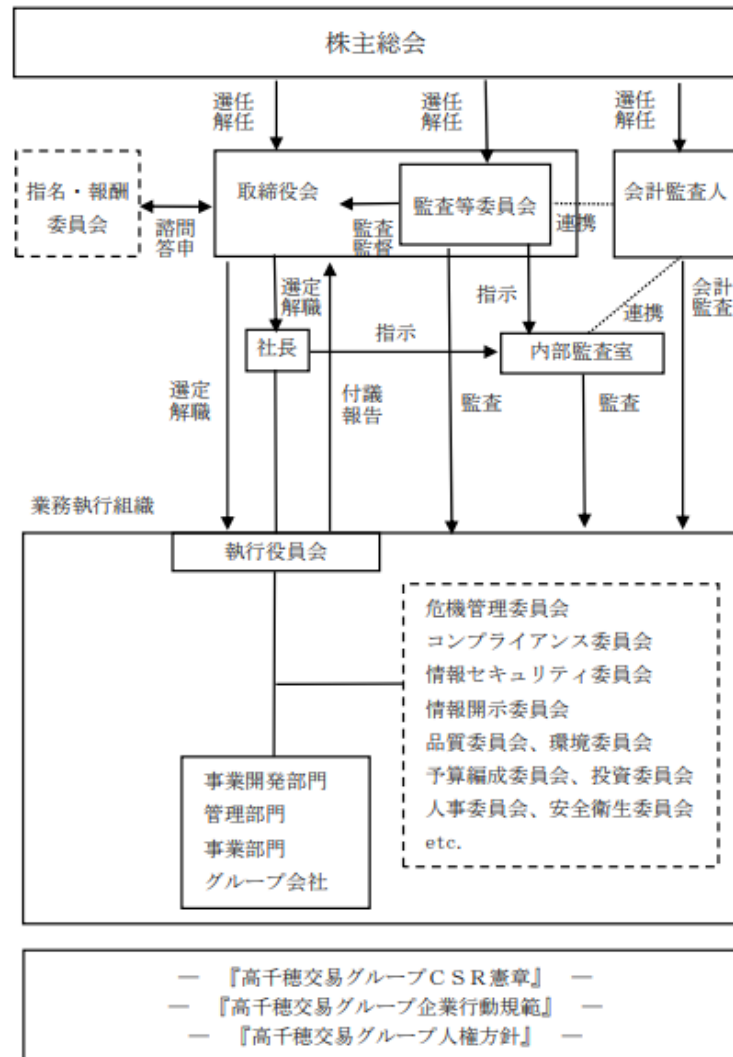 株主総会
選任
解任
選任
解任
選任
解任
指名・報酬
委員会
諮問
答申
取締役会
監査等委員会
監査
監督
連携
会計監査人
選定
解職
指示
連携
会計
監査
社長
指示
内部監査室
選定
解職
付議
報告
監査
監査
業務執行組織
執行役員会
危機管理委員会
コンプライアンス委員会
情報セキュリティ委員会
情報開示委員会
品質委員会、環境委員会
予算編成委員会、投資委員会
人事委員会、安全衛生委員会
etc.
事業開発部門
管理部門
事業部門
グループ会社
― 『高千穂交易グループＣＳＲ憲章』 ―
― 『高千穂交易グループ企業行動規範』 ―
― 『高千穂交易グループ人権方針』 ―